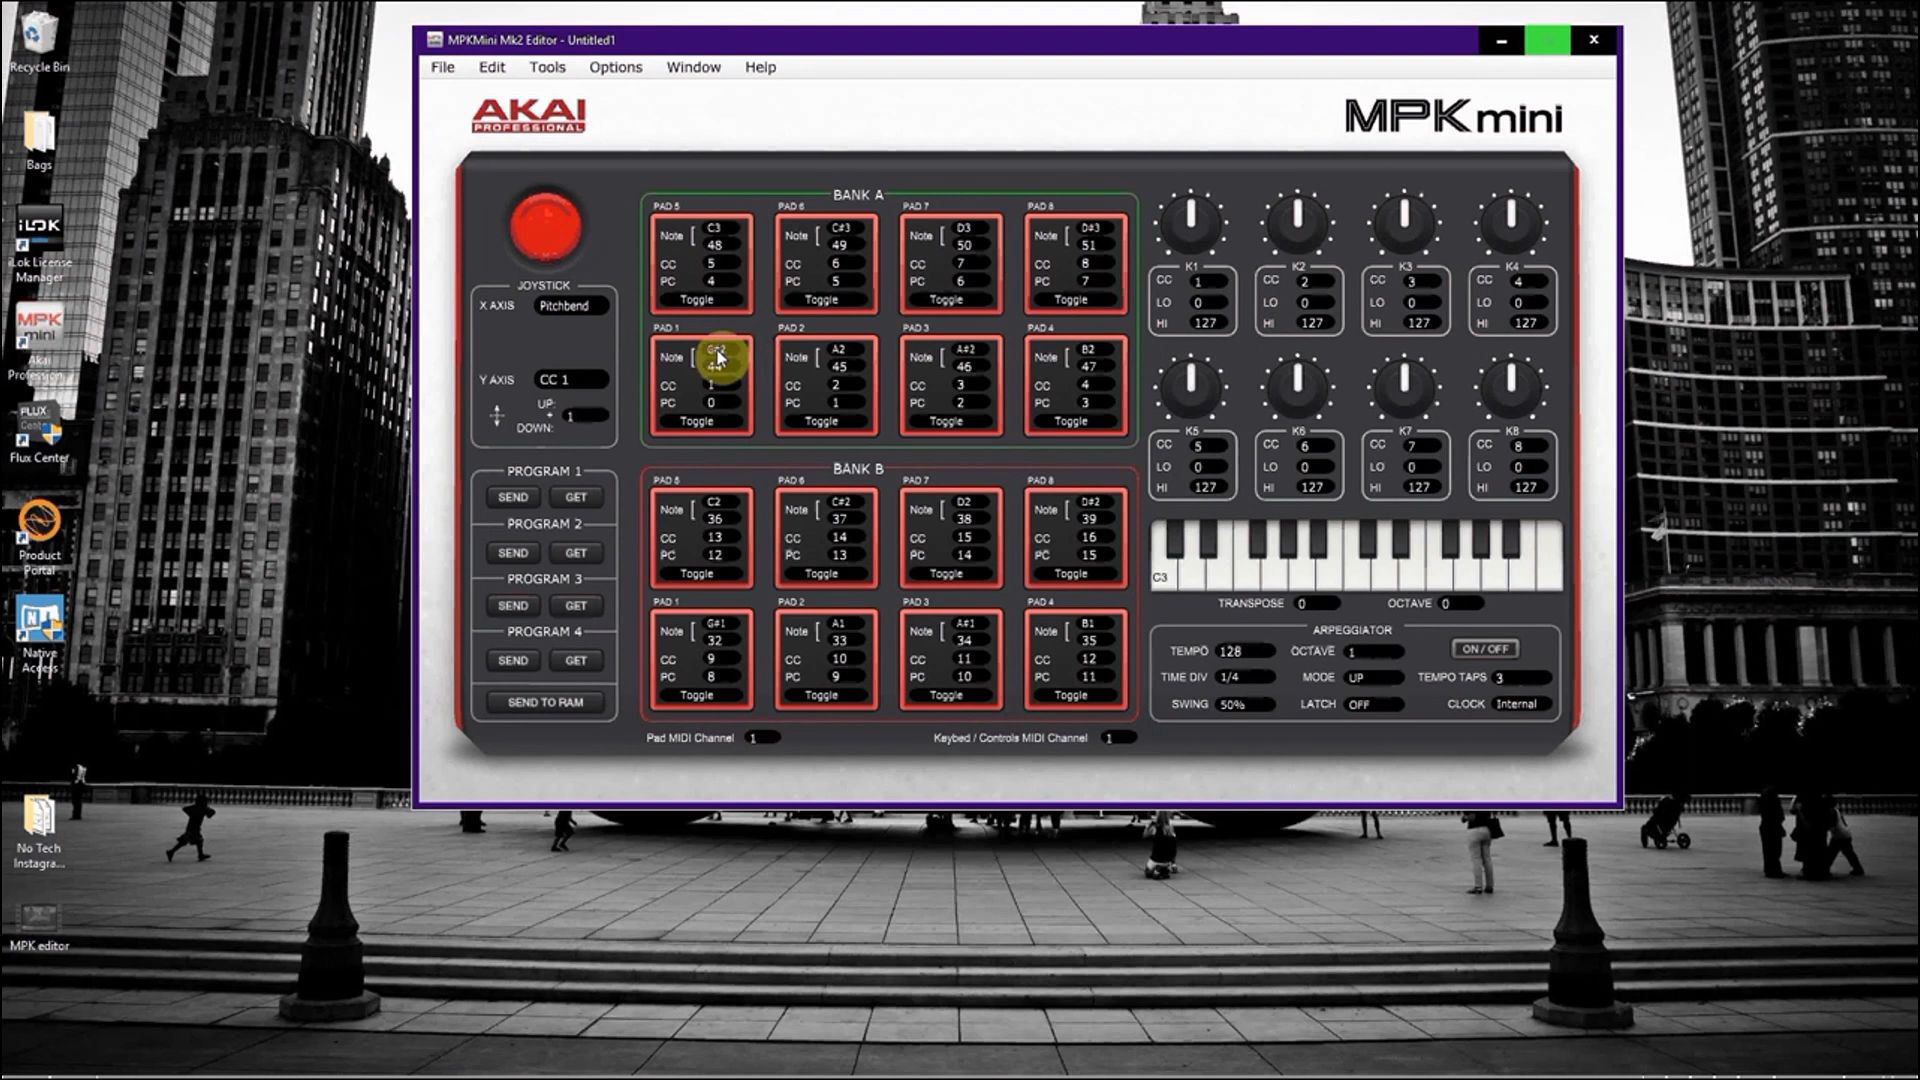 Recycle Bin
Bags
iLOK
iLok License
Manager
MPK
mini
Akai
Profession...
FLUX
Center
Flux Center
Product
Portal
Native
Access
No Tech
Instagra...
MPK editor
MPKMini Mk2 Editor - Untitled1
File Edit Tools Options Window Help
AKAI
PROFESSIONAL
MPKmini
JOYSTICK
X AXIS Pitchbend
Y AXIS CC 1
UP:
+ 1
DOWN:
PROGRAM 1
SEND GET
PROGRAM 2
SEND GET
PROGRAM 3
SEND GET
PROGRAM 4
SEND GET
SEND TO RAM
BANK A
PAD 5 PAD 6 PAD 7 PAD 8
Note [ C3 Note [ C#3 Note [ D3 Note [ D#3
48 49 50 51
CC 5 CC 6 CC 7 CC 8
PC 4 PC 5 PC 6 PC 7
Toggle Toggle Toggle Toggle
PAD 1 PAD 2 PAD 3 PAD 4
Note [ G#2 Note [ A2 Note [ A#2 Note [ B2
44 45 46 47
CC 1 CC 2 CC 3 CC 4
PC 0 PC 1 PC 2 PC 3
Toggle Toggle Toggle Toggle
BANK B
PAD 5 PAD 6 PAD 7 PAD 8
Note [ C2 Note [ C#2 Note [ D2 Note [ D#2
36 37 38 39
CC 13 CC 14 CC 15 CC 16
PC 12 PC 13 PC 14 PC 15
Toggle Toggle Toggle Toggle
PAD 1 PAD 2 PAD 3 PAD 4
Note [ G#1 Note [ A1 Note [ A#1 Note [ B1
32 33 34 35
CC 9 CC 10 CC 11 CC 12
PC 8 PC 9 PC 10 PC 11
Toggle Toggle Toggle Toggle
Pad MIDI Channel 1 Keybed / Controls MIDI Channel 1
K1 K2 K3 K4
CC 1 CC 2 CC 3 CC 4
LO 0 LO 0 LO 0 LO 0
HI 127 HI 127 HI 127 HI 127
K5 K6 K7 K8
CC 5 CC 6 CC 7 CC 8
LO 0 LO 0 LO 0 LO 0
HI 127 HI 127 HI 127 HI 127
C3
TRANSPOSE 0 OCTAVE 0
ARPEGGIATOR
TEMPO 128 OCTAVE 1 ON / OFF
TIME DIV 1/4 MODE UP TEMPO TAPS 3
SWING 50% LATCH OFF CLOCK Internal